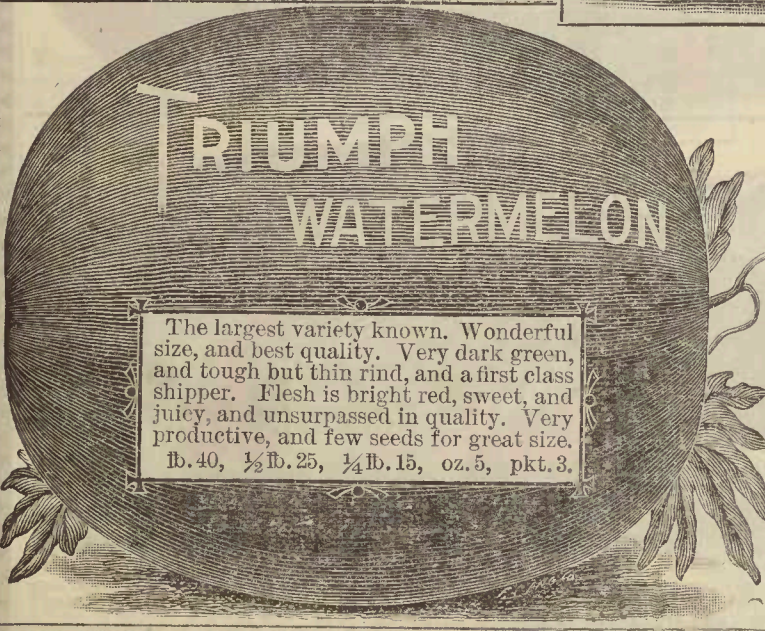 TRIUMPH
WATERMELON
The largest variety known. Wonderful
size, and best quality. Very dark green,
and tough but thin rind, and a first class
shipper. Flesh is bright red, sweet, and
juicy, and unsurpassed in quality. Very
productive, and few seeds for great size.
lb. 40, ½ lb. 25, ¼ lb. 15, oz. 5, pkt. 3.